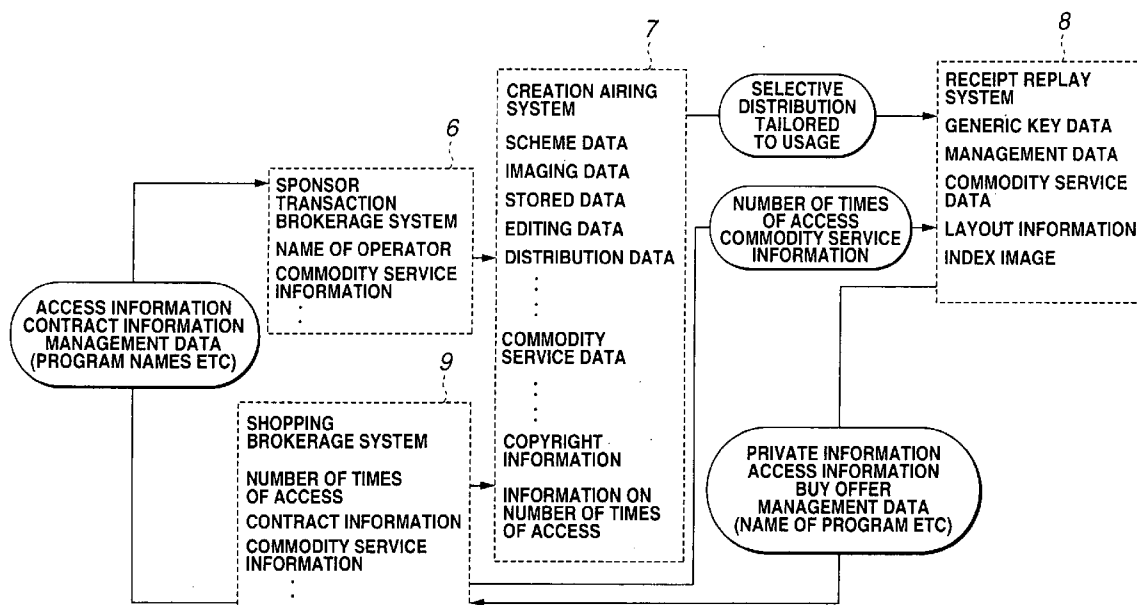 6
SPONSOR
TRANSACTION
BROKERAGE SYSTEM
NAME OF OPERATOR
COMMODITY SERVICE
INFORMATION
ACCESS INFORMATION
CONTRACT INFORMATION
MANAGEMENT DATA
(PROGRAM NAMES ETC)
9
SHOPPING
BROKERAGE SYSTEM
NUMBER OF TIMES
OF ACCESS
CONTRACT INFORMATION
COMMODITY SERVICE
INFORMATION
7
CREATION AIRING
SYSTEM
SCHEME DATA
IMAGING DATA
STORED DATA
EDITING DATA
DISTRIBUTION DATA
COMMODITY
SERVICE DATA
COPYRIGHT
INFORMATION
INFORMATION ON
NUMBER OF TIMES
OF ACCESS
SELECTIVE
DISTRIBUTION
TAILORED
TO USAGE
NUMBER OF TIMES
OF ACCESS
COMMODITY SERVICE
INFORMATION
8
RECEIPT REPLAY
SYSTEM
GENERIC KEY DATA
MANAGEMENT DATA
COMMODITY SERVICE
DATA
LAYOUT INFORMATION
INDEX IMAGE
PRIVATE INFORMATION
ACCESS INFORMATION
BUY OFFER
MANAGEMENT DATA
(NAME OF PROGRAM ETC)